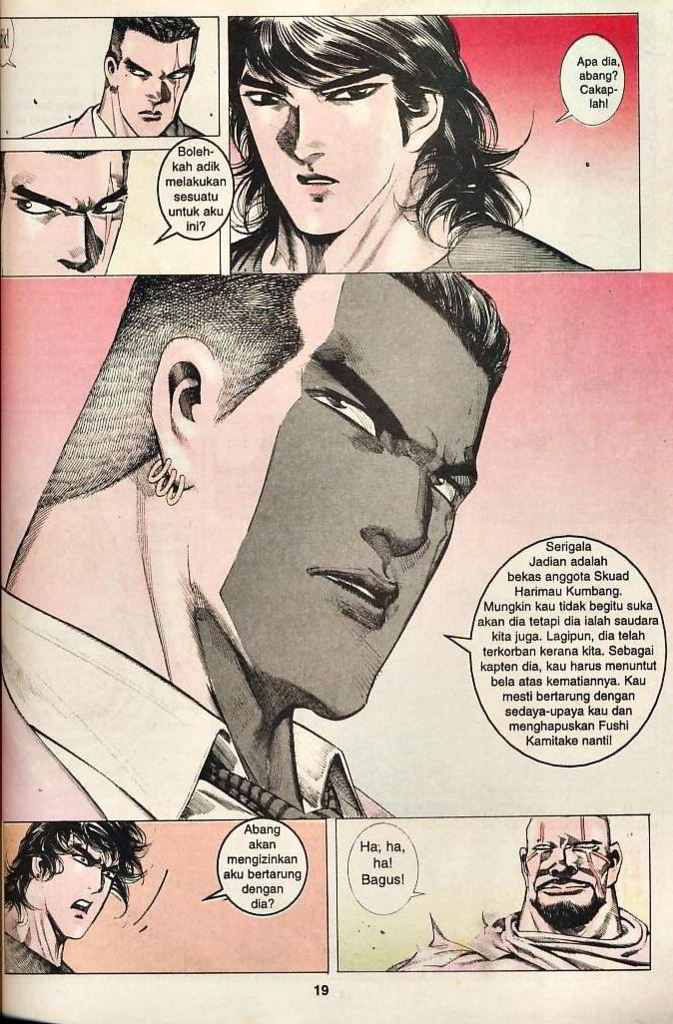 Boleh-
kah adik
melakukan
sesuatu
untuk aku
ini?
Apa dia,
abang?
Cakap-
lah!
Serigala
Jadian adalah
bekas anggota Skuad
Harimau Kumbang.
Mungkin kau tidak begitu suka
akan dia tetapi dia ialah saudara
kita juga. Lagipun, dia telah
terkorban kerana kita. Sebagai
kapten dia, kau harus menuntut
bela atas kematiannya. Kau
mesti bertarung dengan
sedaya-upaya kau dan
menghapuskan Fushi
Kamitake nanti!
Abang
akan
mengizinkan
aku bertarung
dengan
dia?
Ha, ha,
ha!
Bagus!
19